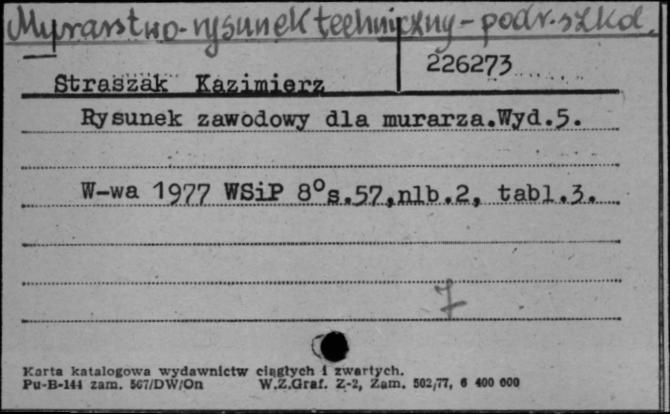 Murarstwo-rysunek techniczny-podr.szkol.
226273
Straszak Kazimierz
Rysunek zawodowy dla murarza.Wyd.5.
W-wa 1977 WSiP 8°s.57,nlb.2, tabl.3.
7
Karta katalogowa wydawnictw ciągłych i zwartych.
Pu-B-144 zam. 567/DW/On W.Z.Graf. Z-2, Zam. 502/77, 6 400 000